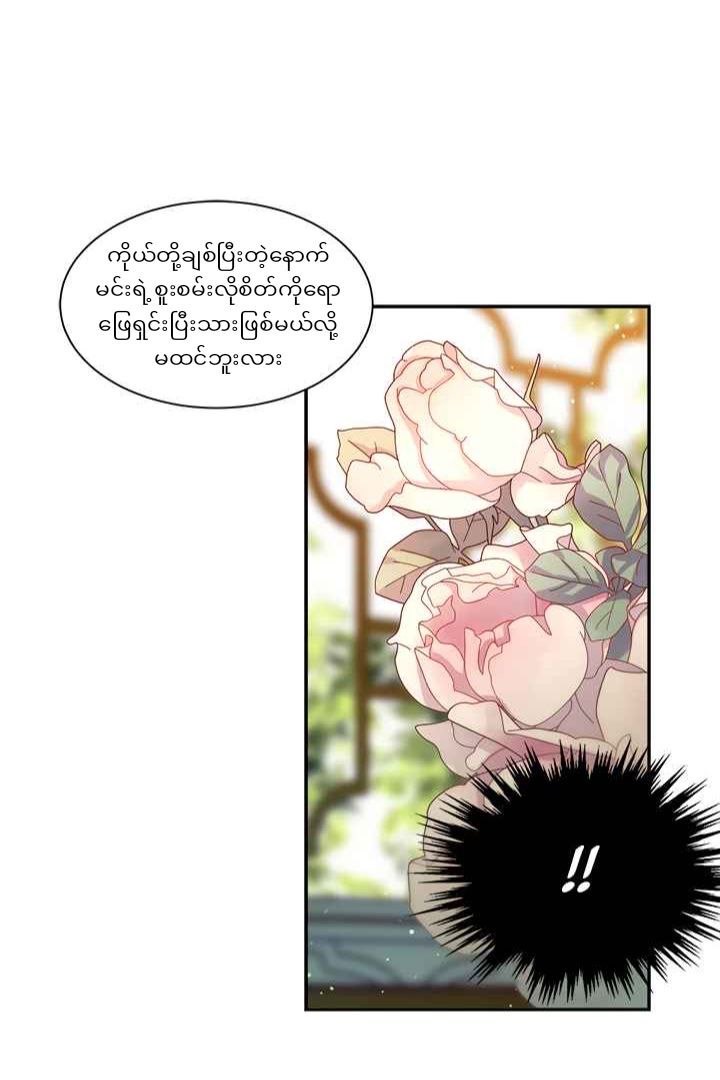 ကိုယ်တို့ချစ်ပြီးတဲ့နောက်
မင်းရဲ့ စူးစမ်းလိုစိတ်ကိုရော
ဖြေရှင်းပြီးသားဖြစ်မယ်လို့
မထင်ဘူးလား
!!